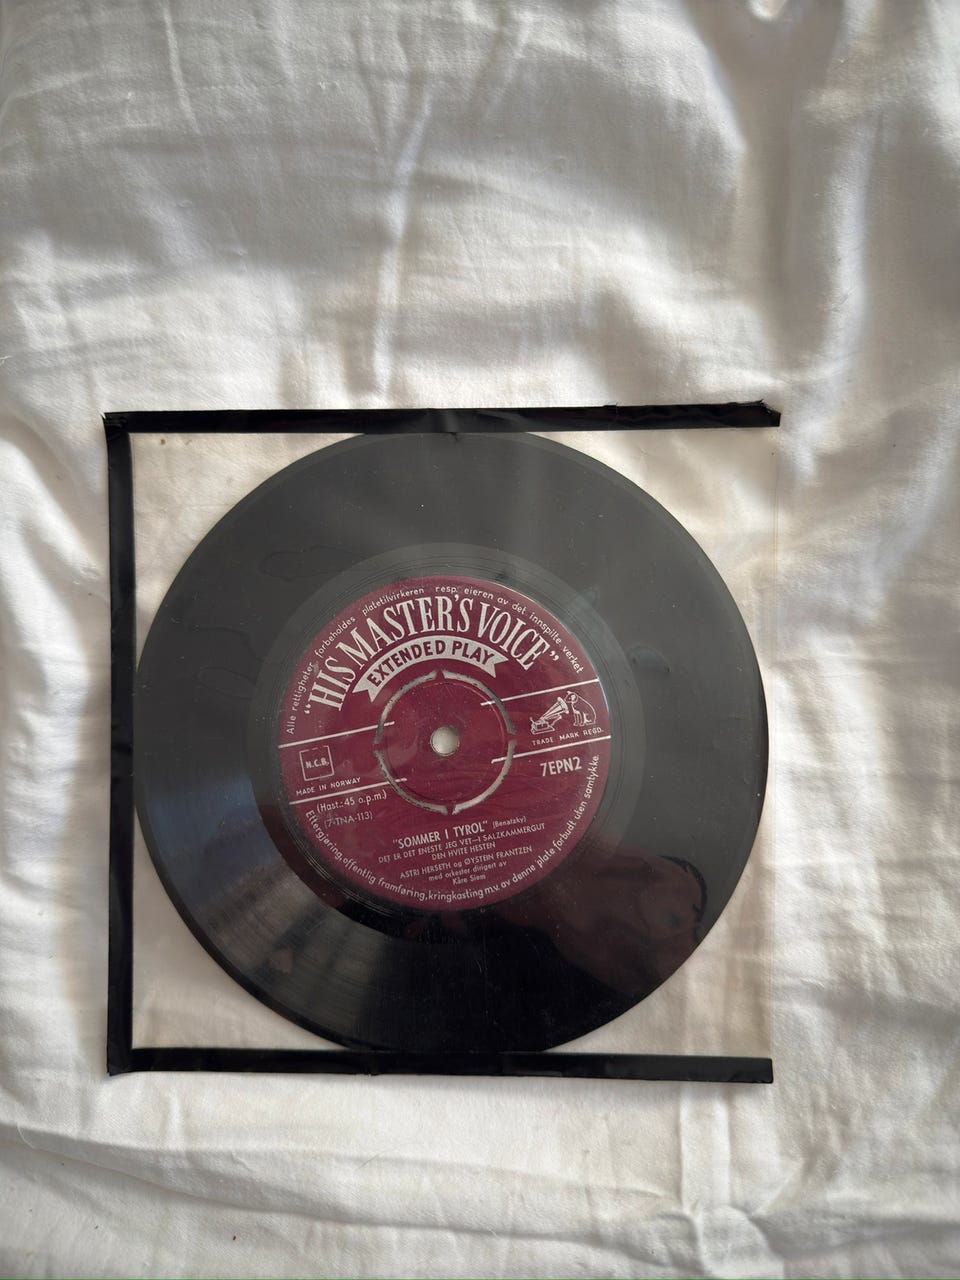 Alle rettigheter forbeholdes platetilvirkeren resp. eieren av det innspilte verket
"HIS MASTER'S VOICE"
EXTENDED PLAY
TRADE MARK REGD.
N.C.B.
MADE IN NORWAY
7EPN2
(Hast.: 45 o.p.m.)
(7-TNA-113)
"SOMMER I TYROL" (Benatzky)
DET ER DET ENESTE JEG VET—I SALZKAMMERGUT
DEN HVITE HESTEN
ASTRI HERSETH og ØYSTEIN FRANTZEN
med orkester dirigert av
Kåre Siem
Eftergjøring, offentlig framføring, kringkasting m.v. av denne plate forbudt uten samtykke